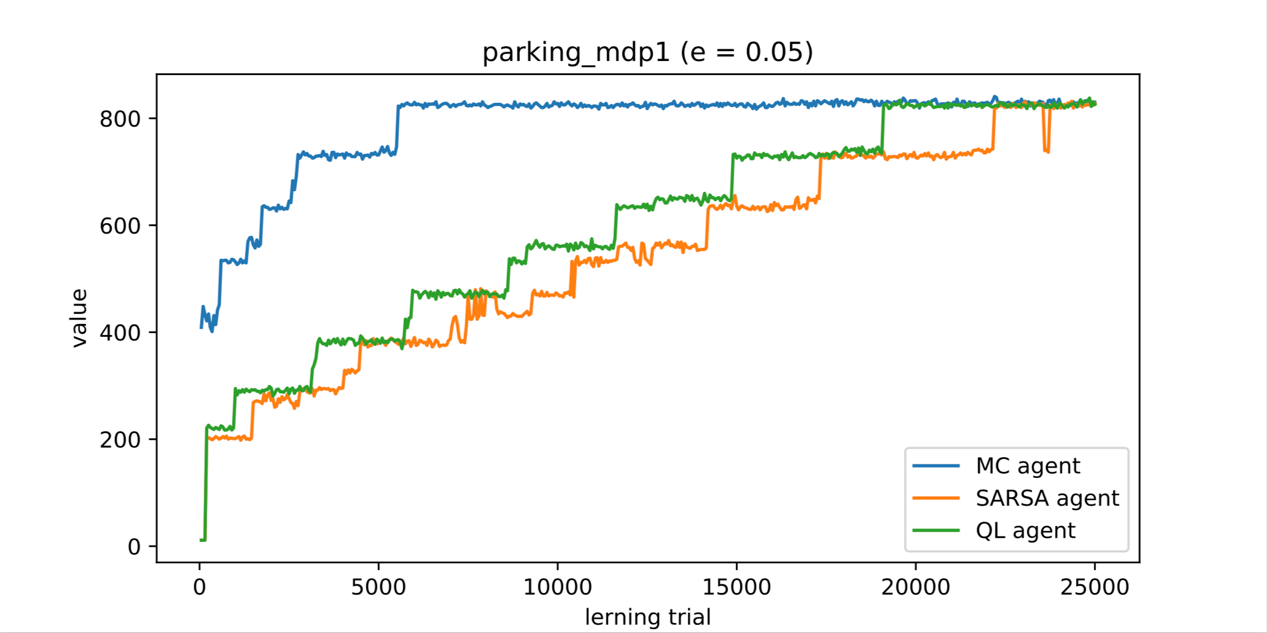 parking_mdp1 (e = 0.05)
value
800
600
400
200
0
0 5000 10000 15000 20000 25000
lerning trial
MC agent
SARSA agent
QL agent